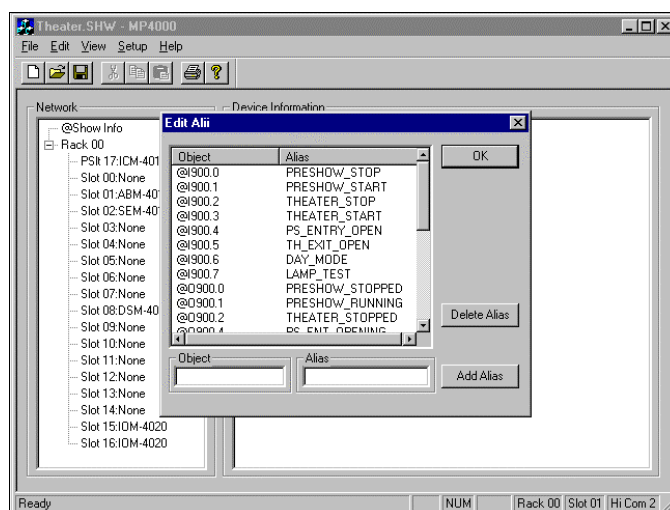 Theater.SHW - MP4000
File Edit View Setup Help
Network
@Show Info
Rack 00
PSlt 17:ICM-401
Slot 00:None
Slot 01:ABM-401
Slot 02:SEM-401
Slot 03:None
Slot 04:None
Slot 05:None
Slot 06:None
Slot 07:None
Slot 08:DSM-40
Slot 09:None
Slot 10:None
Slot 11:None
Slot 12:None
Slot 13:None
Slot 14:None
Slot 15:IOM-4020
Slot 16:IOM-4020
Device Information
Edit Alii
Object Alias
@I900.0 PRESHOW_STOP
@I900.1 PRESHOW_START
@I900.2 THEATER_STOP
@I900.3 THEATER_START
@I900.4 PS_ENTRY_OPEN
@I900.5 TH_EXIT_OPEN
@I900.6 DAY_MODE
@I900.7 LAMP_TEST
@O900.0 PRESHOW_STOPPED
@O900.1 PRESHOW_RUNNING
@O900.2 THEATER_STOPPED
@O900.4 PS_ENT_OPENING
OK
Delete Alias
Object
Alias
Add Alias
Ready NUM Rack 00 Slot 01 Hi Com 2